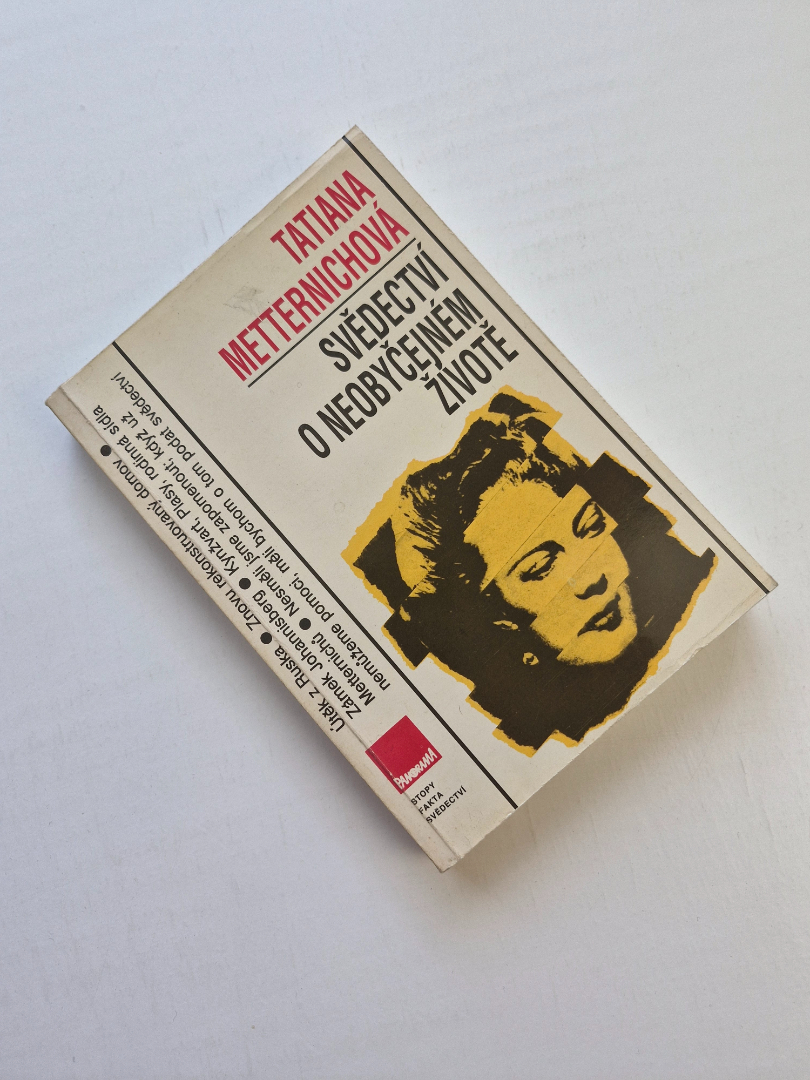 TATIANA
METTERNICHOVÁ
SVĚDECTVÍ
O NEOBYČEJNÉM
ŽIVOTĚ
Útěk z Ruska ● Znovu rekonstruovaný domov ●
Zámek Johannisberg ● Kynžvart, Plasy, rodinná sídla
Metternichů ● Nesměli jsme zapomenout; když už
nemůžeme pomoci, měli bychom o tom podat svědectví
PANORAMA
STOPY
FAKTA
SVĚDECTVÍ